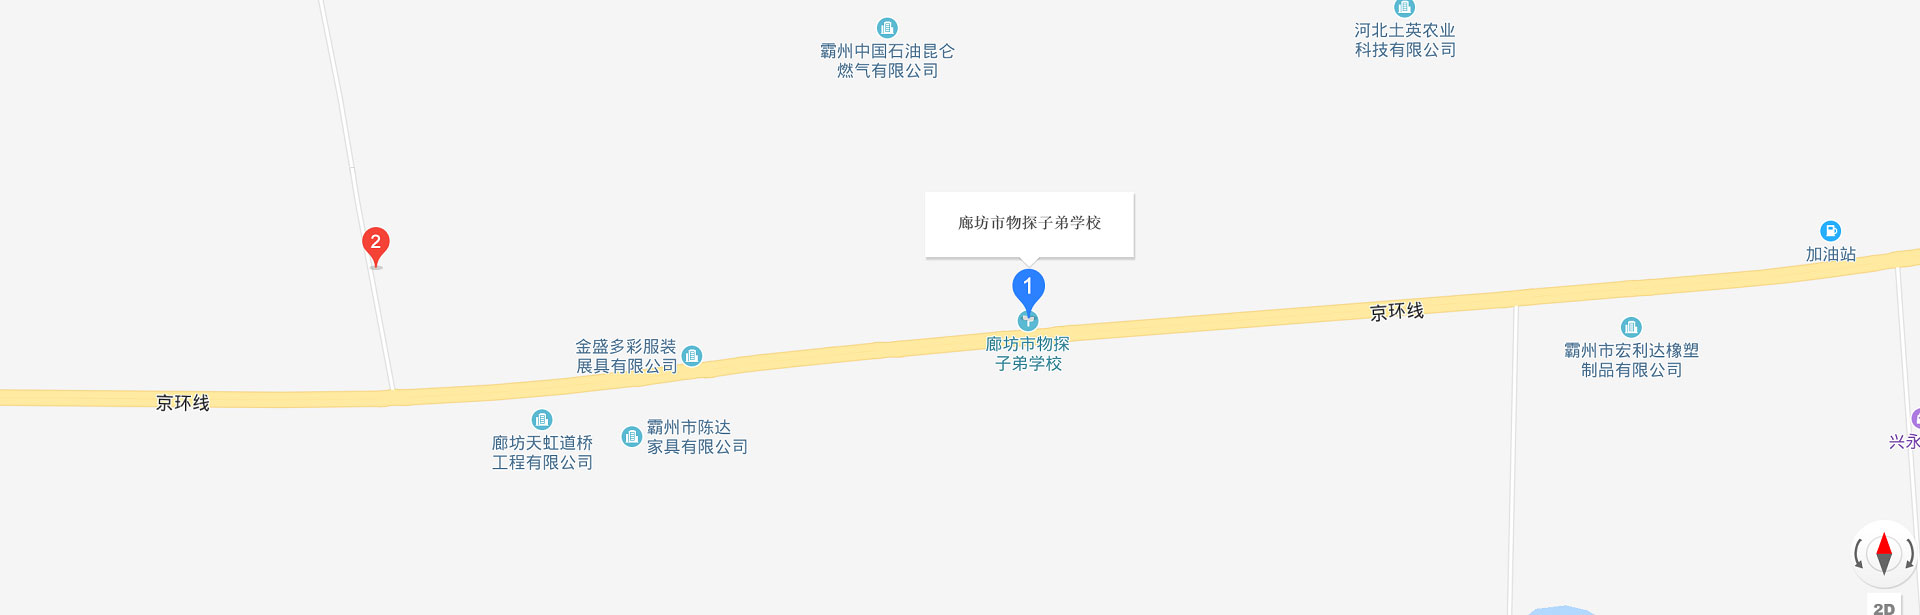 霸州中国石油昆仑
燃气有限公司
河北土英农业
科技有限公司
2
廊坊市物探子弟学校
1
加油站
京环线
廊坊市物探
子弟学校
金盛多彩服装
展具有限公司
霸州市宏利达橡塑
制品有限公司
京环线
廊坊天虹道桥
工程有限公司
霸州市陈达
家具有限公司
兴永
2D